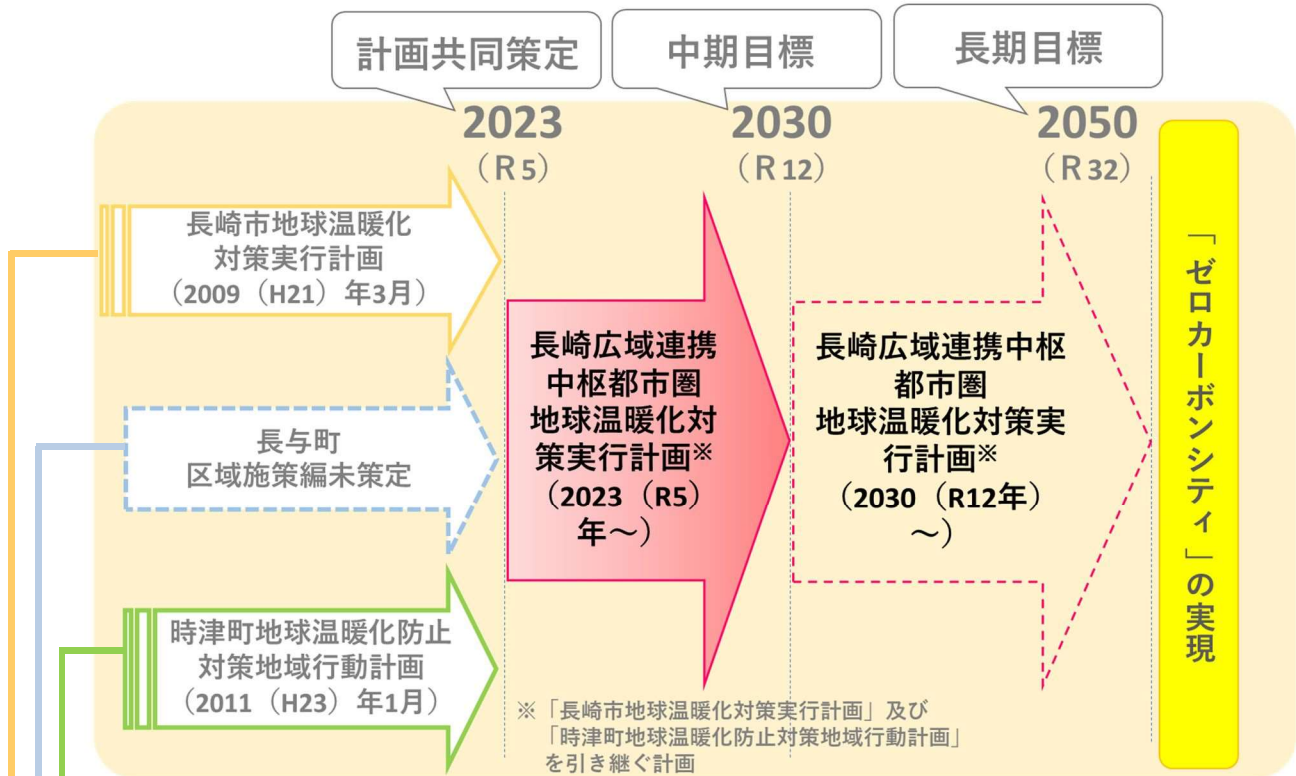 計画共同策定
中期目標
長期目標
2023
（R5）
2030
（R12）
2050
（R32）
長崎市地球温暖化
対策実行計画
（2009（H21）年3月）
長与町
区域施策編未策定
時津町地球温暖化防止
対策地域行動計画
（2011（H23）年1月）
長崎広域連携
中枢都市圏
地球温暖化対
策実行計画※
（2023（R5）
年～）
長崎広域連携中枢
都市圏
地球温暖化対策実
行計画※
（2030（R12年）
～）
「ゼロカーボンシティ」の実現
※「長崎市地球温暖化対策実行計画」及び
「時津町地球温暖化防止対策地域行動計画」
を引き継ぐ計画